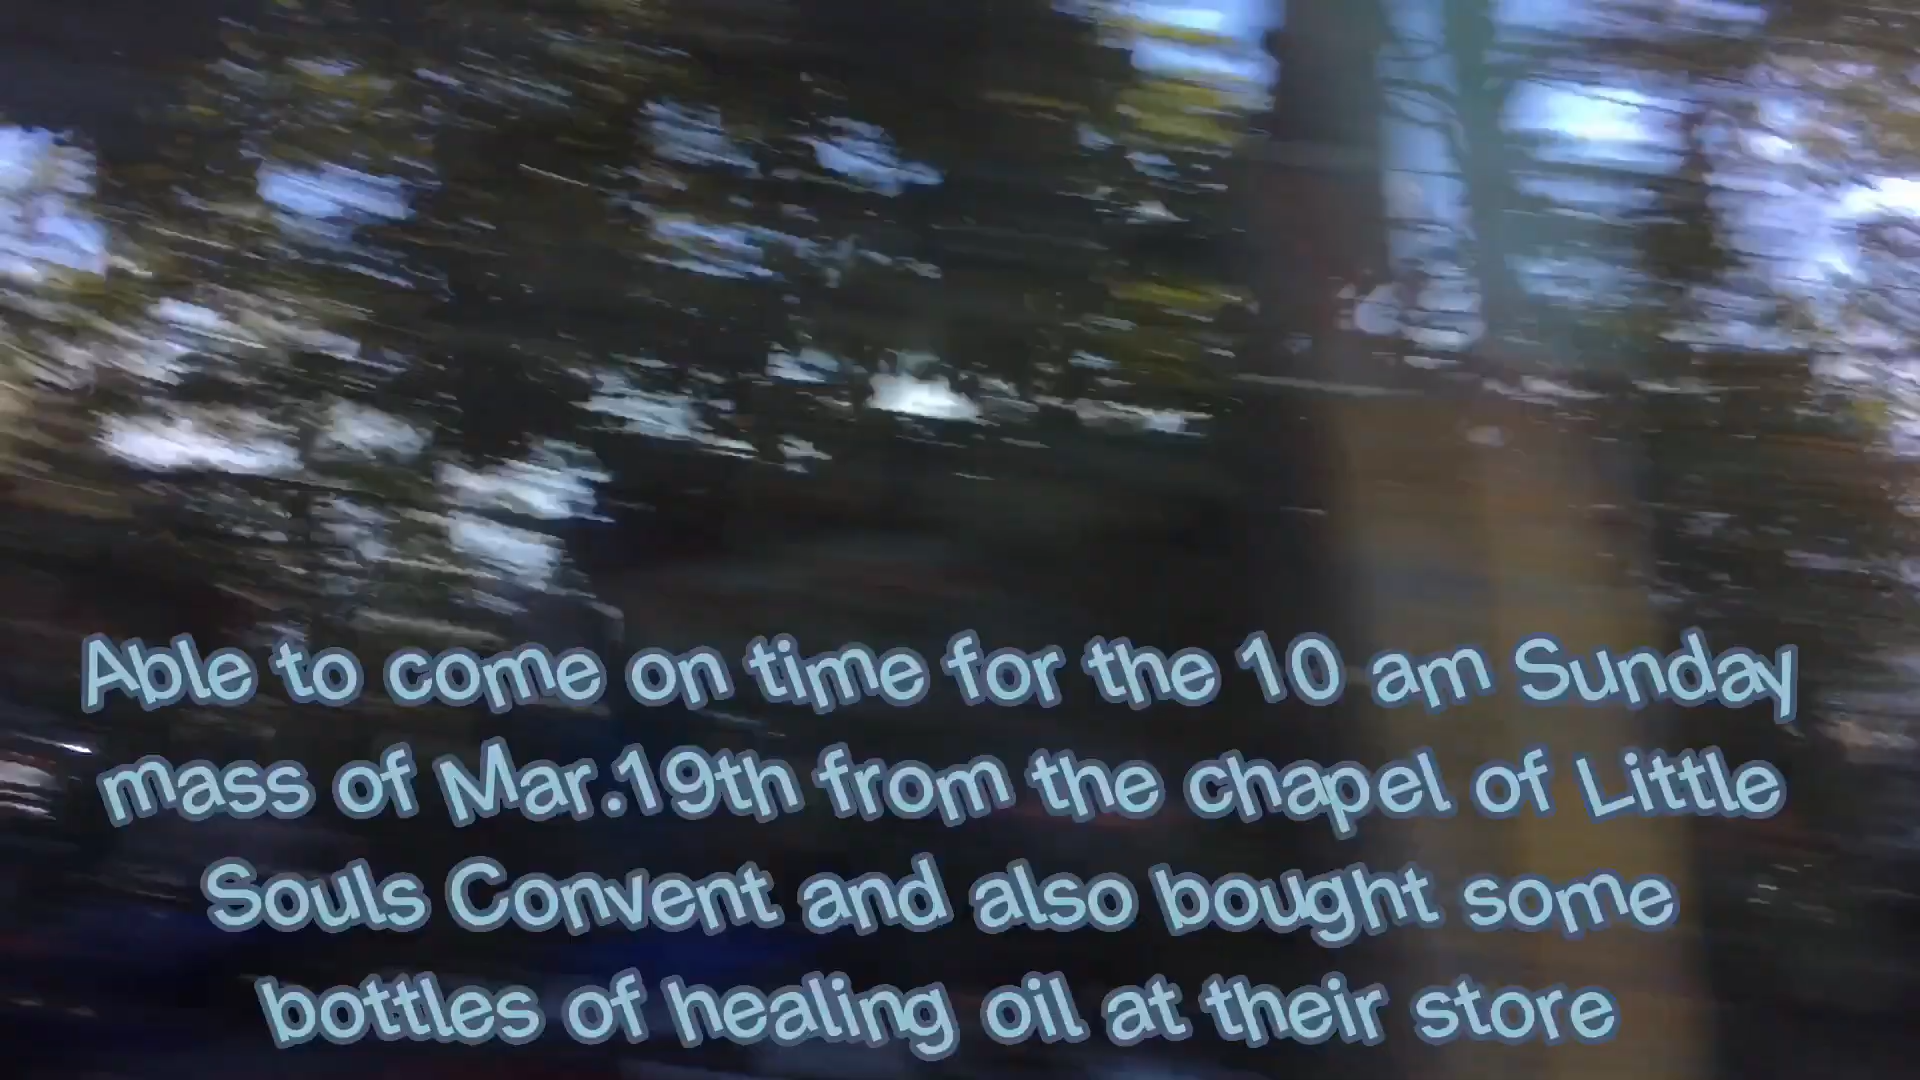 Able to come on time for the 10 am Sunday
mass of Mar.19th from the chapel of Little
Souls Convent and also bought some
bottles of healing oil at their store